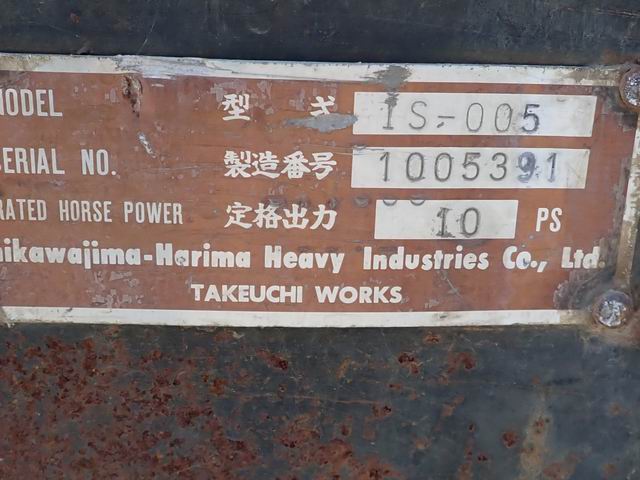 MODEL 型式 IS-005
SERIAL NO. 製造番号 1005391
RATED HORSE POWER 定格出力 10 PS
hikawajima-Harima Heavy Industries Co., Ltd.
TAKEUCHI WORKS